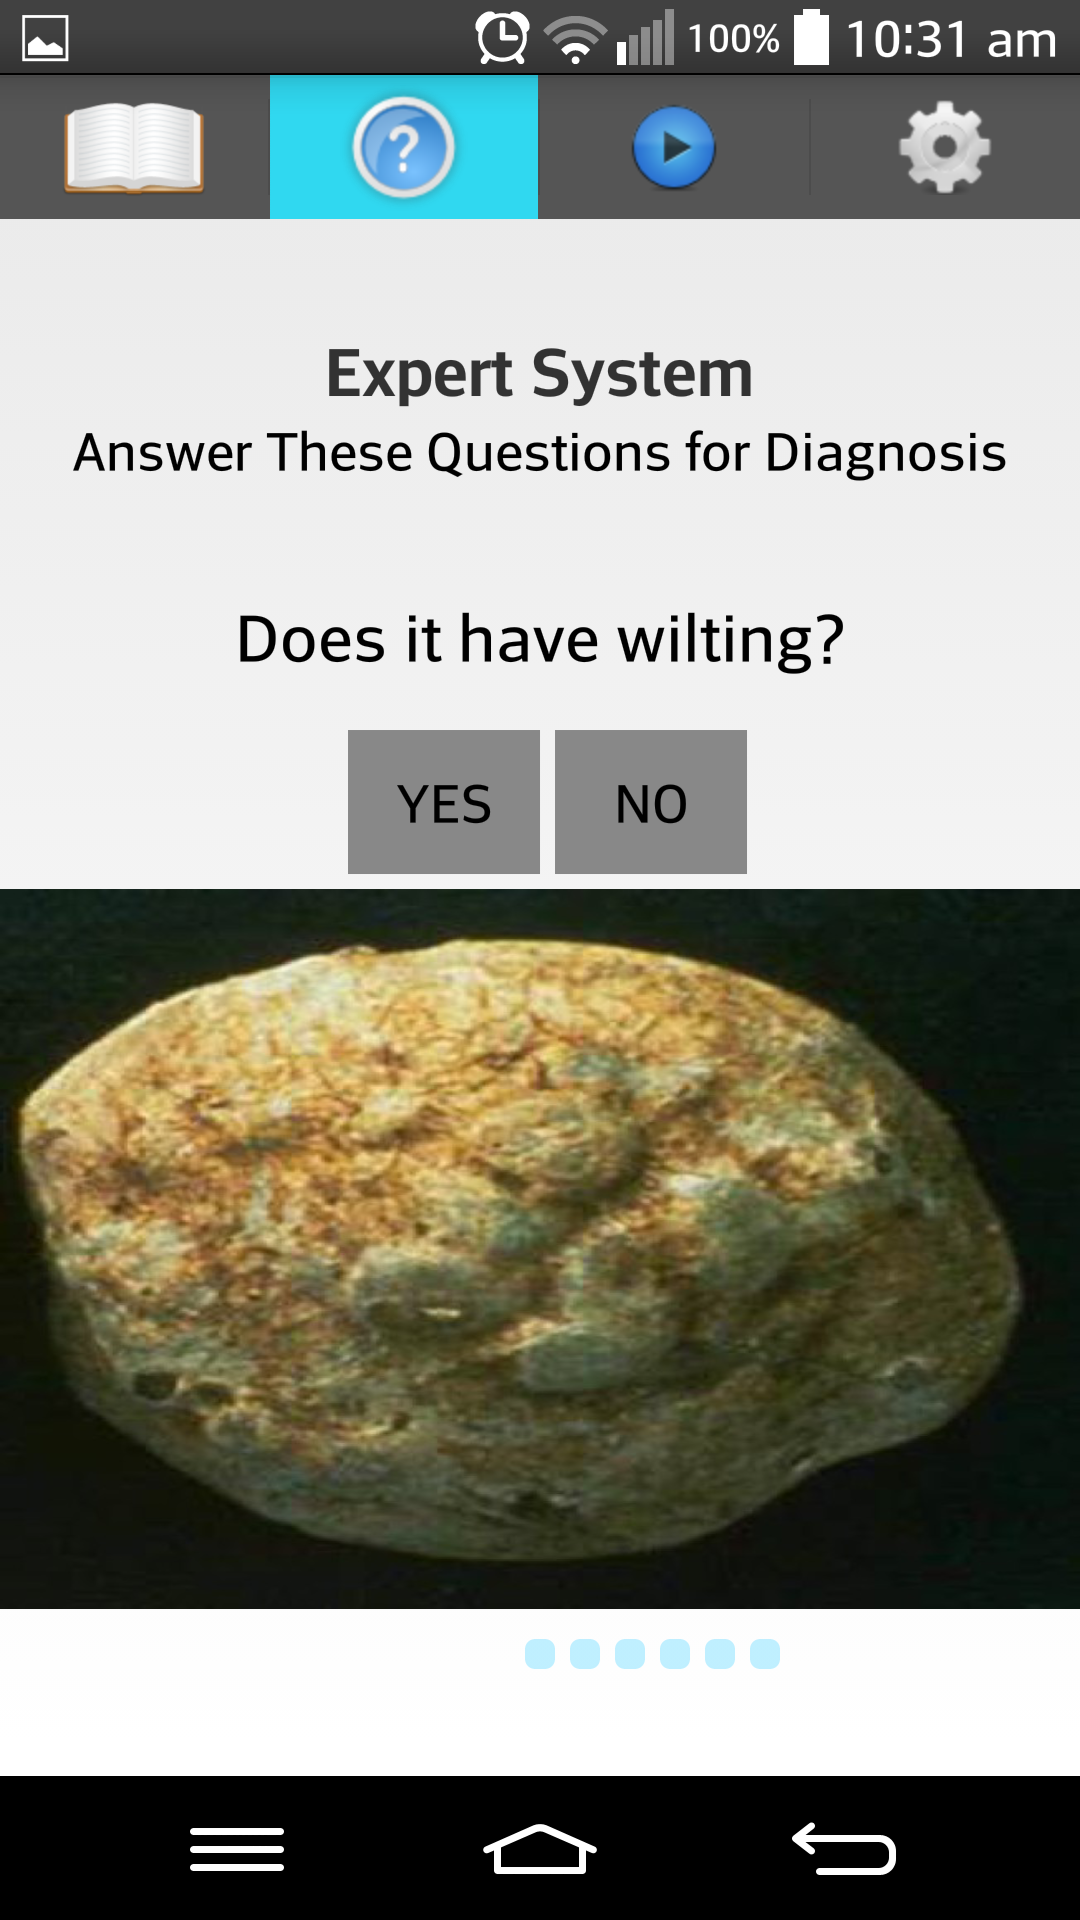 100% 10:31 am
?
Expert System
Answer These Questions for Diagnosis
Does it have wilting?
YES NO